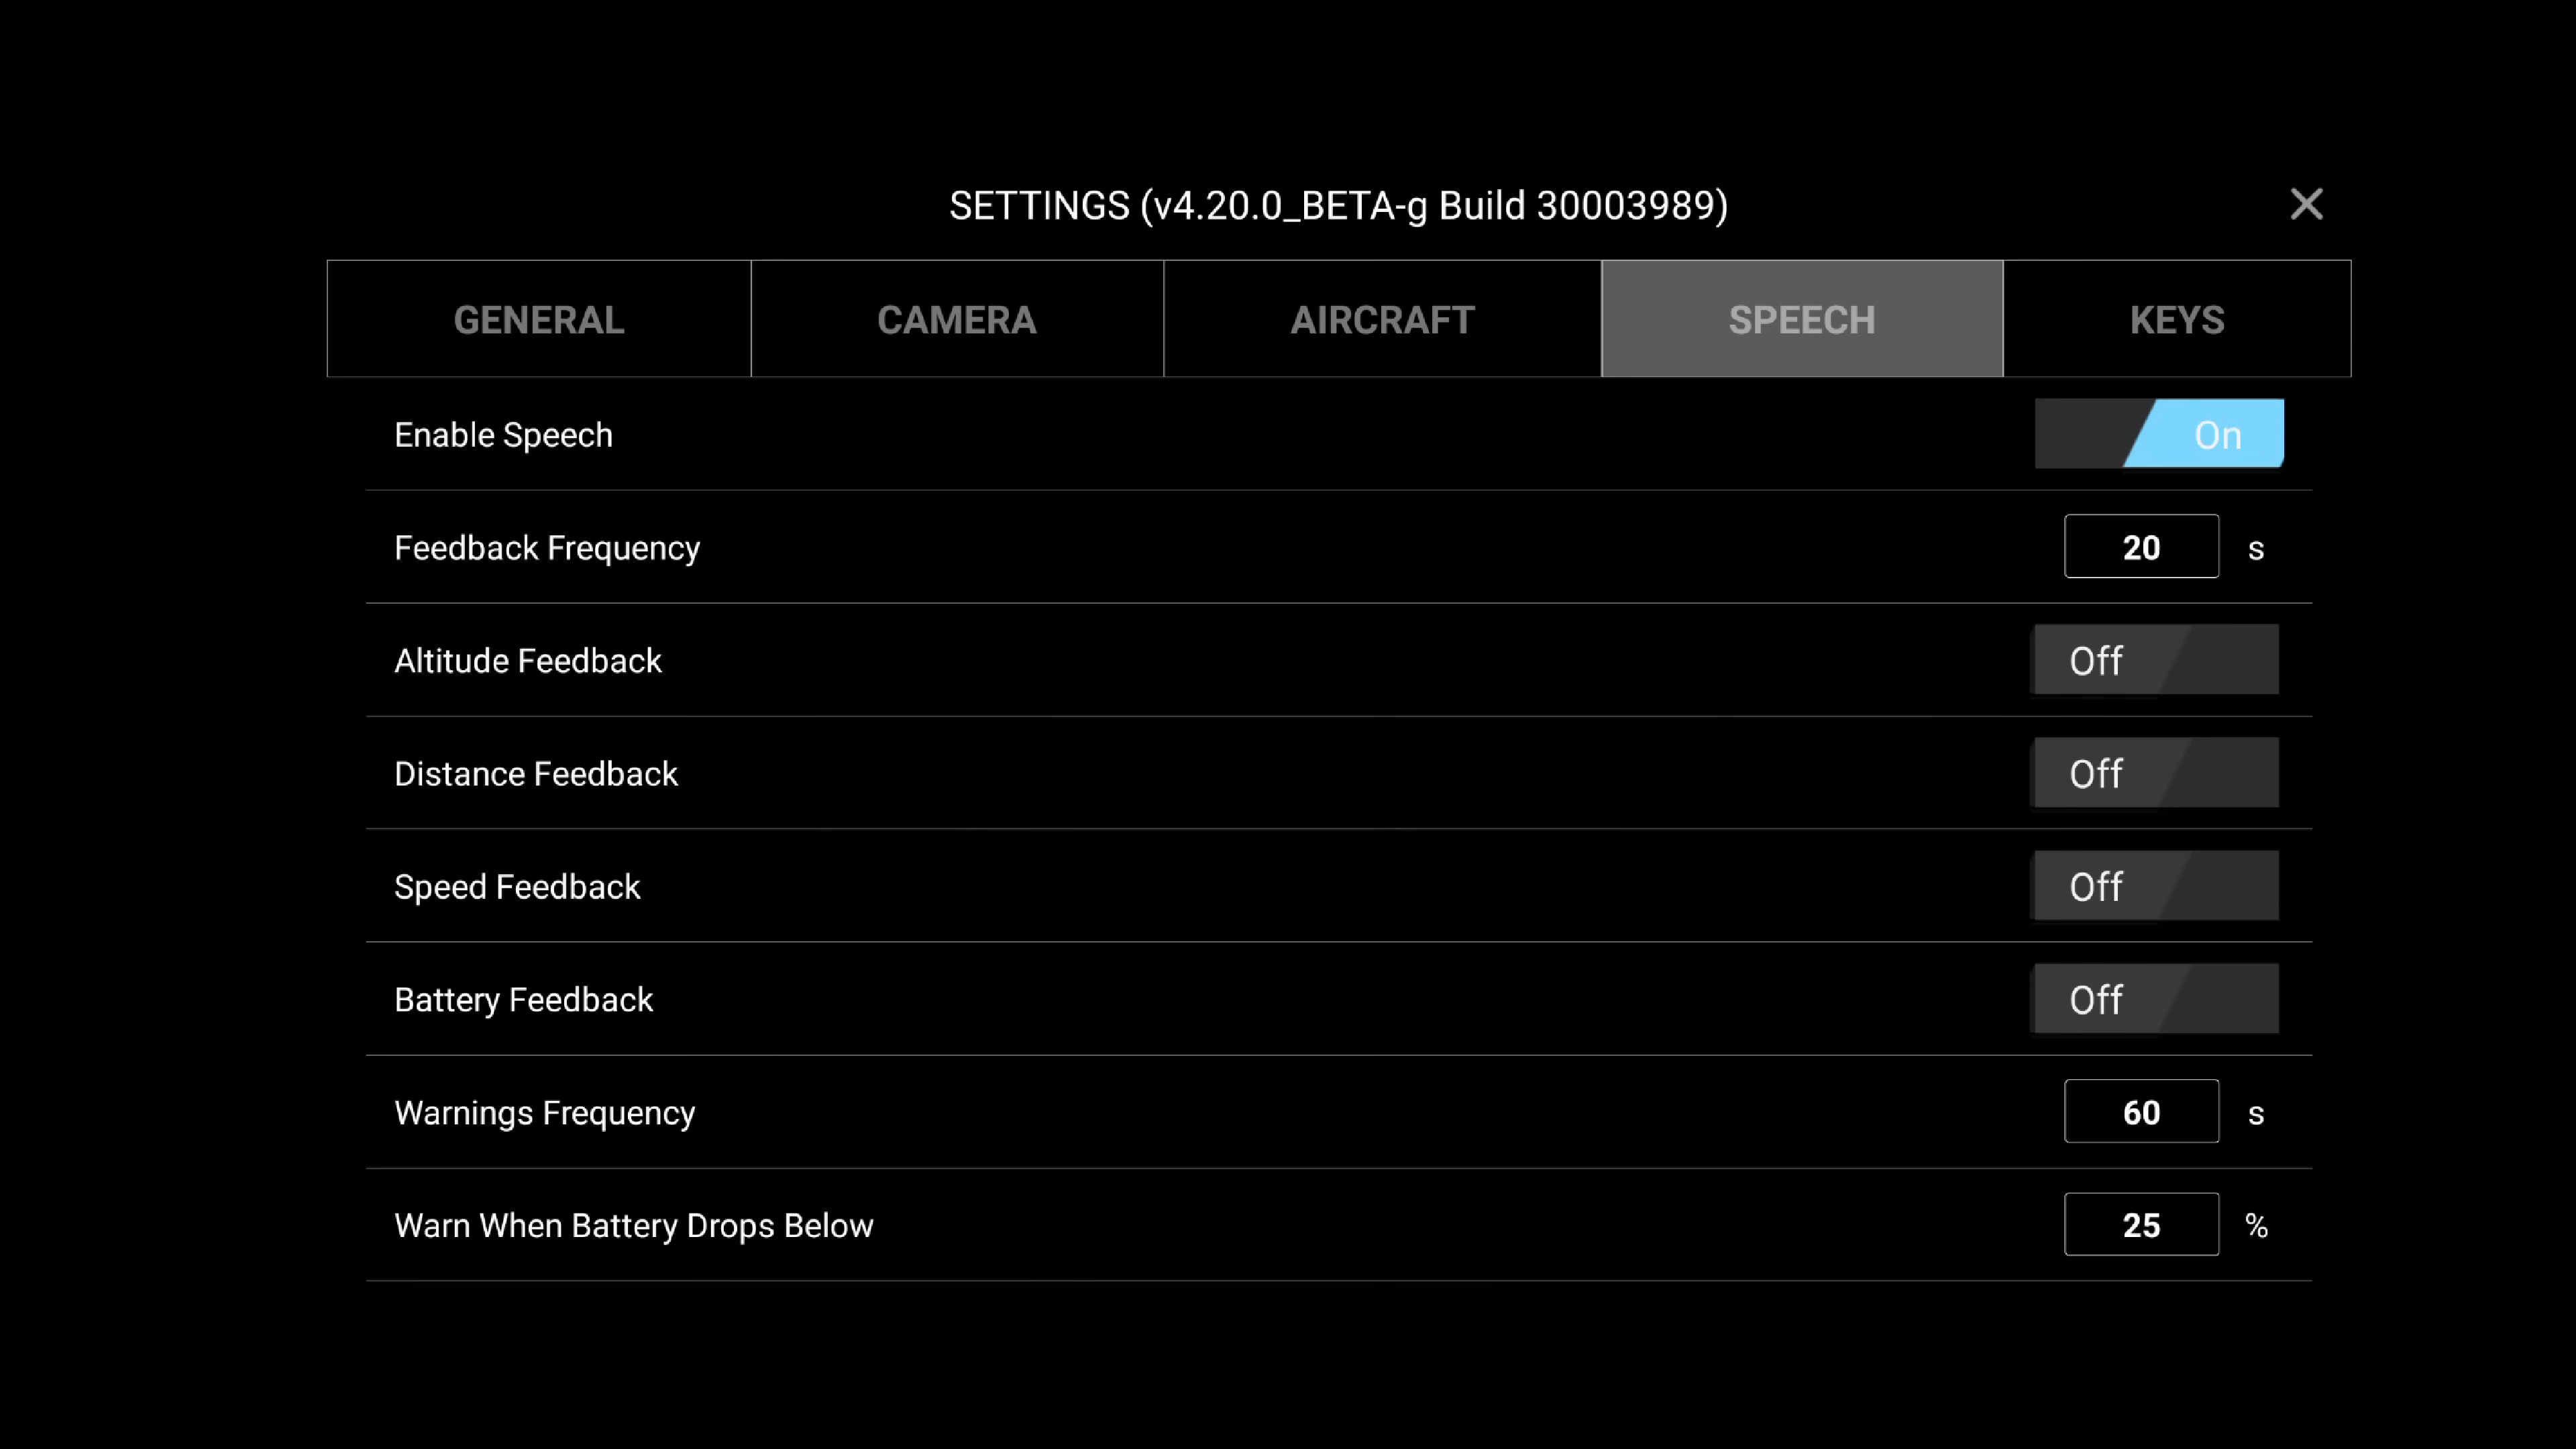 SETTINGS (v4.20.0_BETA-g Build 30003989)
GENERAL CAMERA AIRCRAFT SPEECH KEYS
Enable Speech On
Feedback Frequency 20 s
Altitude Feedback Off
Distance Feedback Off
Speed Feedback Off
Battery Feedback Off
Warnings Frequency 60 s
Warn When Battery Drops Below 25 %